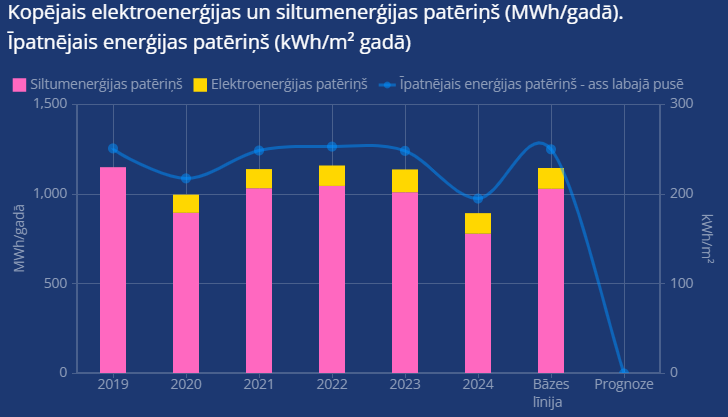 Kopējais elektroenerģijas un siltumenerģijas patēriņš (MWh/gadā).
Īpatnējais enerģijas patēriņš (kWh/m² gadā)
Siltumenerģijas patēriņš Elektroenerģijas patēriņš Īpatnējais enerģijas patēriņš - ass labajā pusē
1,500 300
1,000 200
500 100
0 0
MWh/gadā
kWh/m²
2019 2020 2021 2022 2023 2024 Bāzes Prognoze
līnija